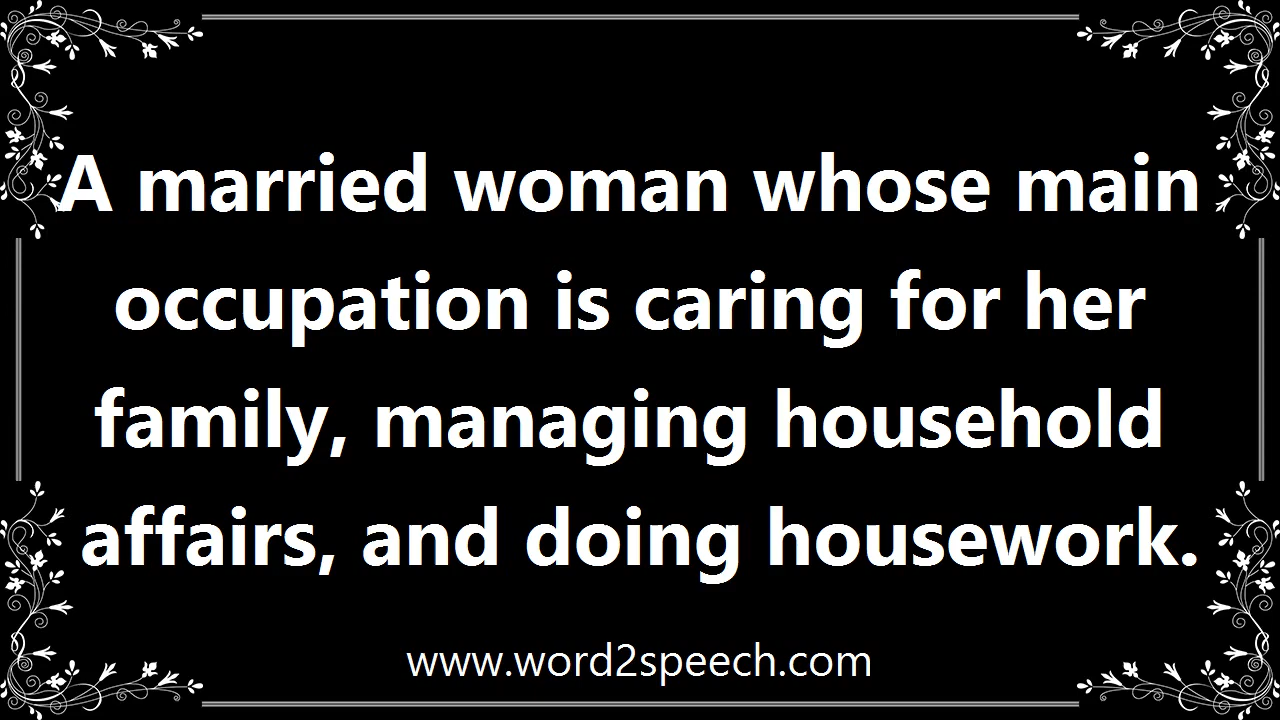 A married woman whose main
occupation is caring for her
family, managing household
affairs, and doing housework.
www.word2speech.com